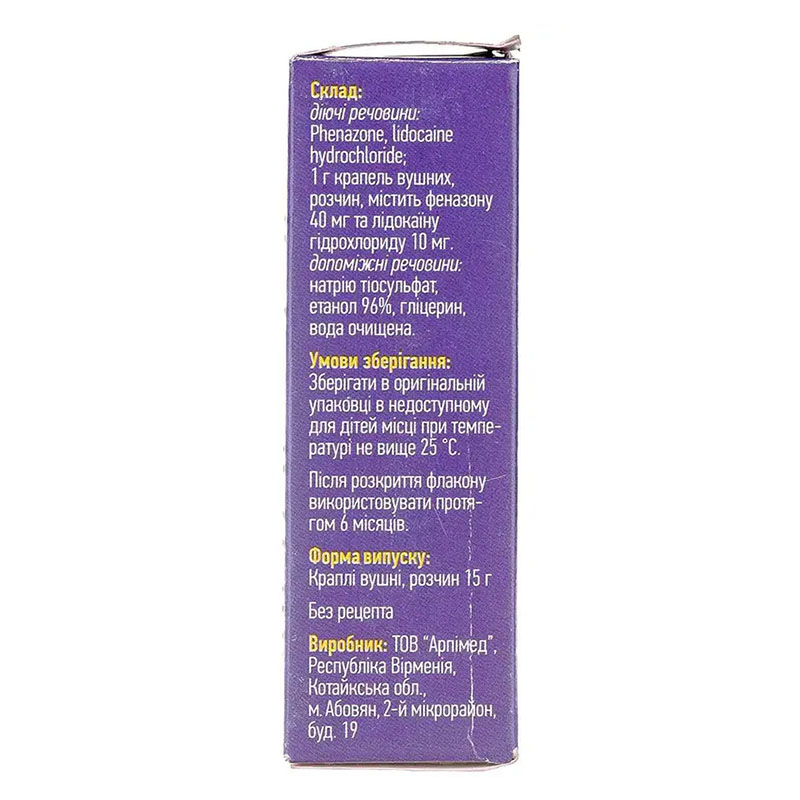 Склад:
діючі речовини:
Phenazone, lidocaine
hydrochloride;
1 г крапель вушних,
розчин, містить феназону
40 мг та лідокаїну
гідрохлориду 10 мг.
допоміжні речовини:
натрію тіосульфат,
етанол 96%, гліцерин,
вода очищена.
Умови зберігання:
Зберігати в оригінальній
упаковці в недоступному
для дітей місці при темпе-
ратурі не вище 25 °С.
Після розкриття флакону
використовувати протя-
гом 6 місяців.
Форма випуску:
Краплі вушні, розчин 15 г
Без рецепта
Виробник: ТОВ “Арпімед”,
Республіка Вірменія,
Котайкська обл.,
м. Абовян, 2-й мікрорайон,
буд. 19